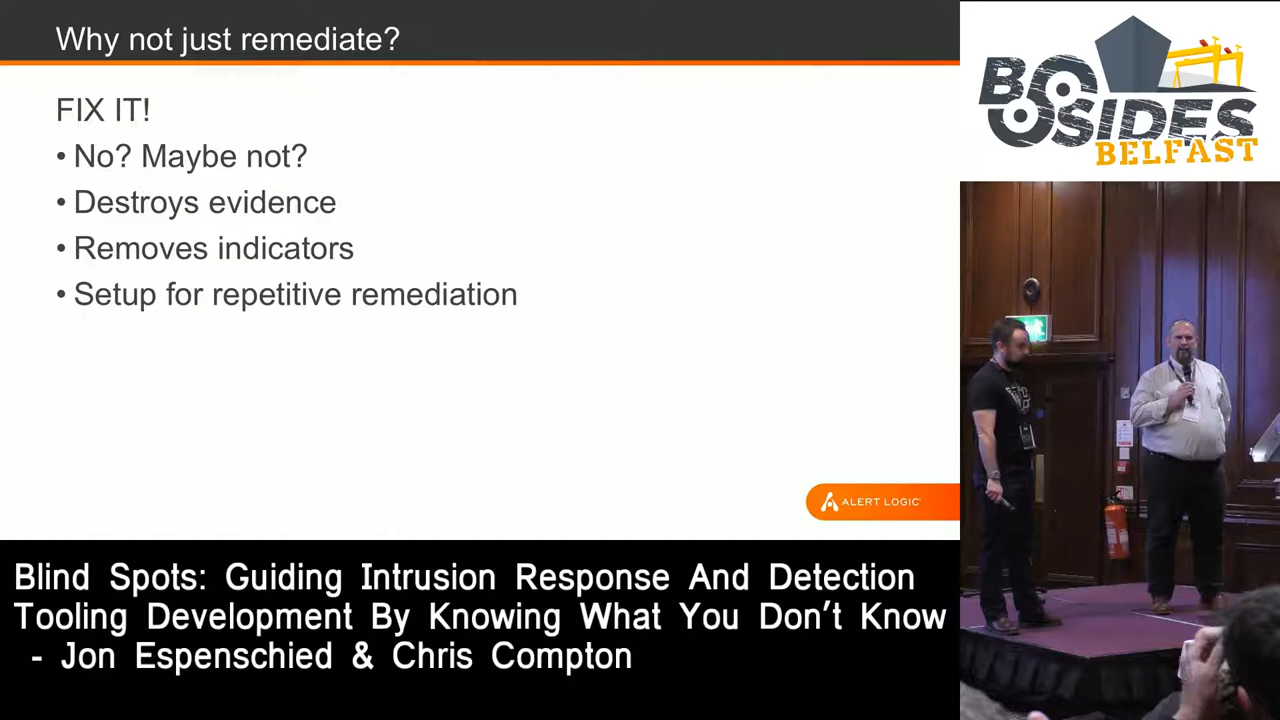 Why not just remediate?
FIX IT!
• No? Maybe not?
• Destroys evidence
• Removes indicators
• Setup for repetitive remediation
ALERT LOGIC
BSIDES
BELFAST
Blind Spots: Guiding Intrusion Response And Detection
Tooling Development By Knowing What You Don't Know
- Jon Espenschied & Chris Compton